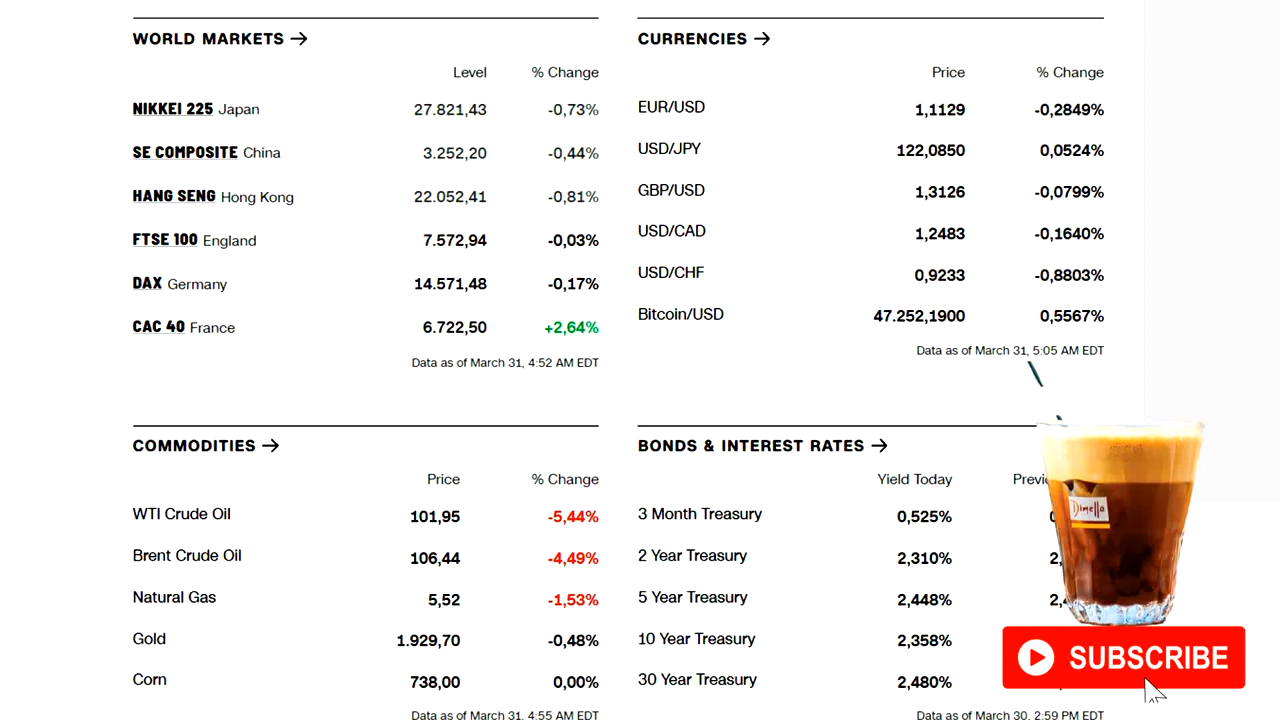 WORLD MARKETS →
Level % Change
NIKKEI 225 Japan 27.821,43 -0,73%
SE COMPOSITE China 3.252,20 -0,44%
HANG SENG Hong Kong 22.052,41 -0,81%
FTSE 100 England 7.572,94 -0,03%
DAX Germany 14.571,48 -0,17%
CAC 40 France 6.722,50 +2,64%
Data as of March 31, 4:52 AM EDT
CURRENCIES →
Price % Change
EUR/USD 1,1129 -0,2849%
USD/JPY 122,0850 0,0524%
GBP/USD 1,3126 -0,0799%
USD/CAD 1,2483 -0,1640%
USD/CHF 0,9233 -0,8803%
Bitcoin/USD 47.252,1900 0,5567%
Data as of March 31, 5:05 AM EDT
COMMODITIES →
Price % Change
WTI Crude Oil 101,95 -5,44%
Brent Crude Oil 106,44 -4,49%
Natural Gas 5,52 -1,53%
Gold 1.929,70 -0,48%
Corn 738,00 0,00%
Data as of March 31, 4:55 AM EDT
BONDS & INTEREST RATES →
Yield Today
3 Month Treasury 0,525%
2 Year Treasury 2,310%
5 Year Treasury 2,448%
10 Year Treasury 2,358%
30 Year Treasury 2,480%
Data as of March 30, 2:59 PM EDT
Dimello
SUBSCRIBE